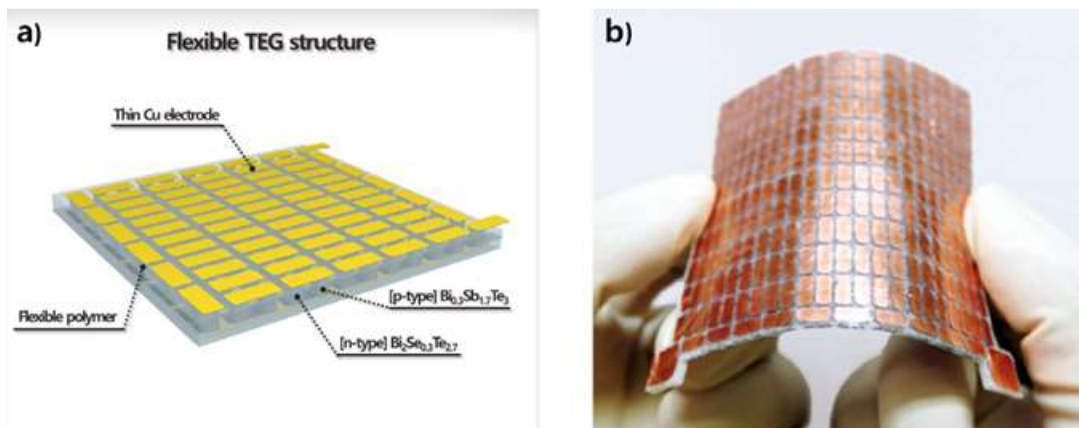 a)
Flexible TEG structure
Thin Cu electrode
[p-type] Bi₀.₃Sb₁.₇Te₃
Flexible polymer
[n-type] Bi₂Se₀.₃Te₂.₇
b)